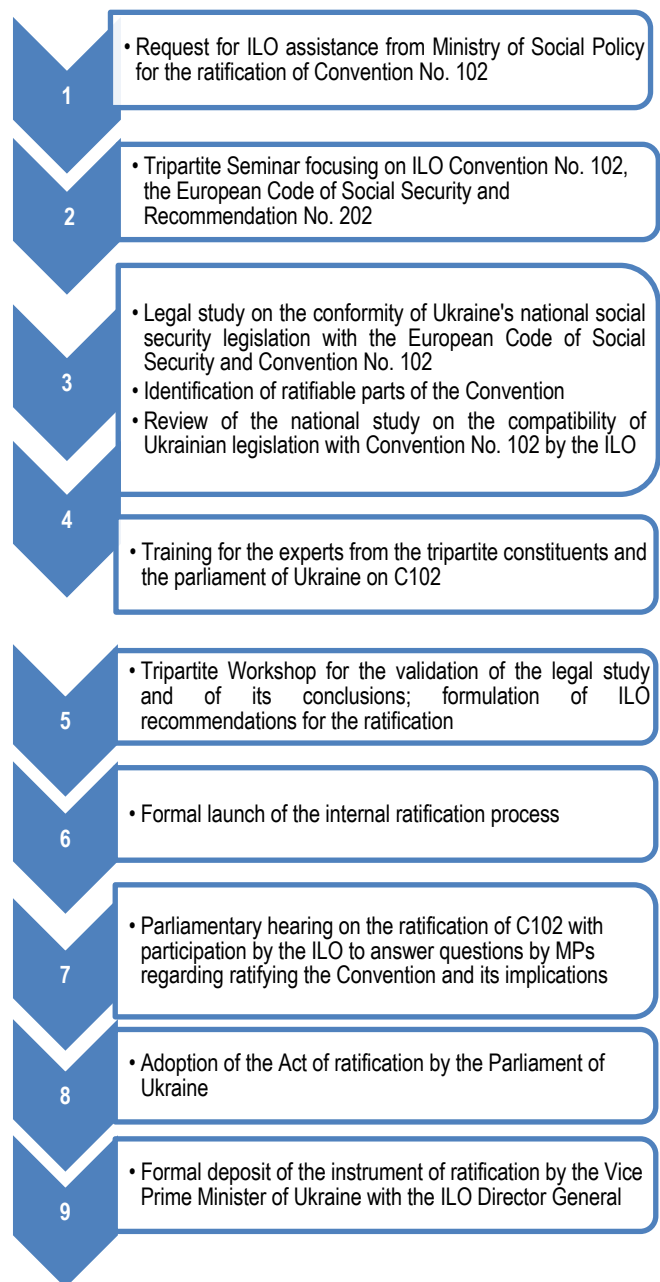 1
• Request for ILO assistance from Ministry of Social Policy
for the ratification of Convention No. 102
2
• Tripartite Seminar focusing on ILO Convention No. 102,
the European Code of Social Security and
Recommendation No. 202
3
• Legal study on the conformity of Ukraine's national social
security legislation with the European Code of Social
Security and Convention No. 102
• Identification of ratifiable parts of the Convention
• Review of the national study on the compatibility of
Ukrainian legislation with Convention No. 102 by the ILO
4
• Training for the experts from the tripartite constituents and
the parliament of Ukraine on C102
5
• Tripartite Workshop for the validation of the legal study
and of its conclusions; formulation of ILO
recommendations for the ratification
6
• Formal launch of the internal ratification process
7
• Parliamentary hearing on the ratification of C102 with
participation by the ILO to answer questions by MPs
regarding ratifying the Convention and its implications
8
• Adoption of the Act of ratification by the Parliament of
Ukraine
9
• Formal deposit of the instrument of ratification by the Vice
Prime Minister of Ukraine with the ILO Director General